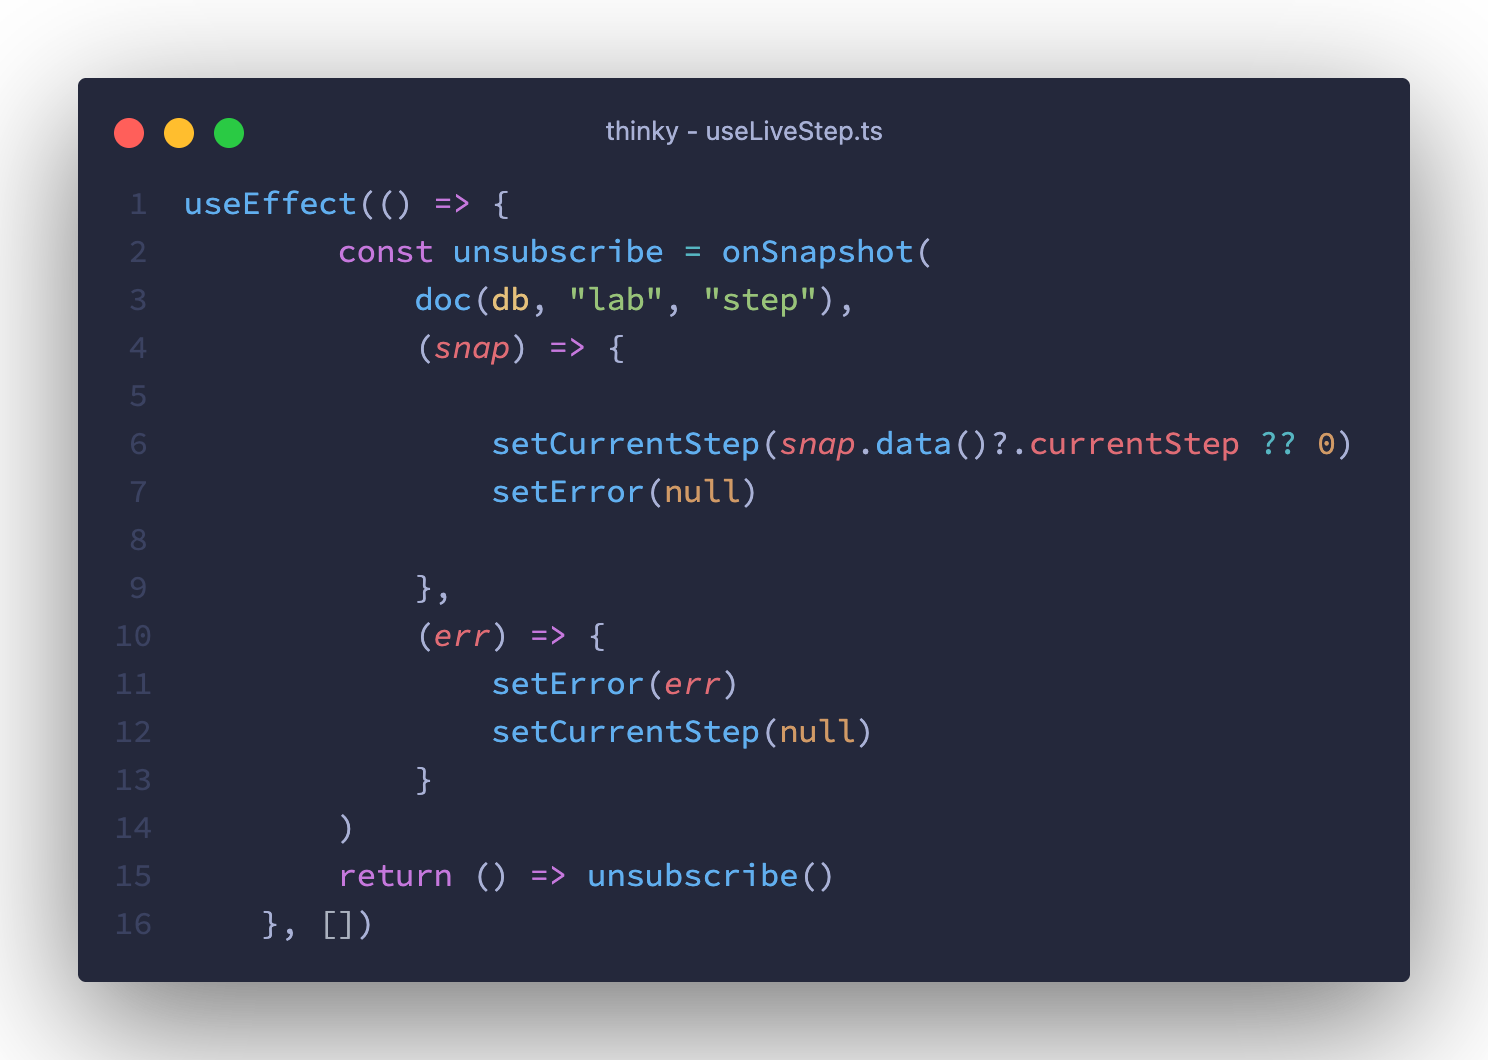 thinky - useLiveStep.ts
1 useEffect(() => {
2         const unsubscribe = onSnapshot(
3             doc(db, "lab", "step"),
4             (snap) => {
5
6                 setCurrentStep(snap.data()?.currentStep ?? 0)
7                 setError(null)
8
9             },
10             (err) => {
11                 setError(err)
12                 setCurrentStep(null)
13             }
14         )
15         return () => unsubscribe()
16     }, [])